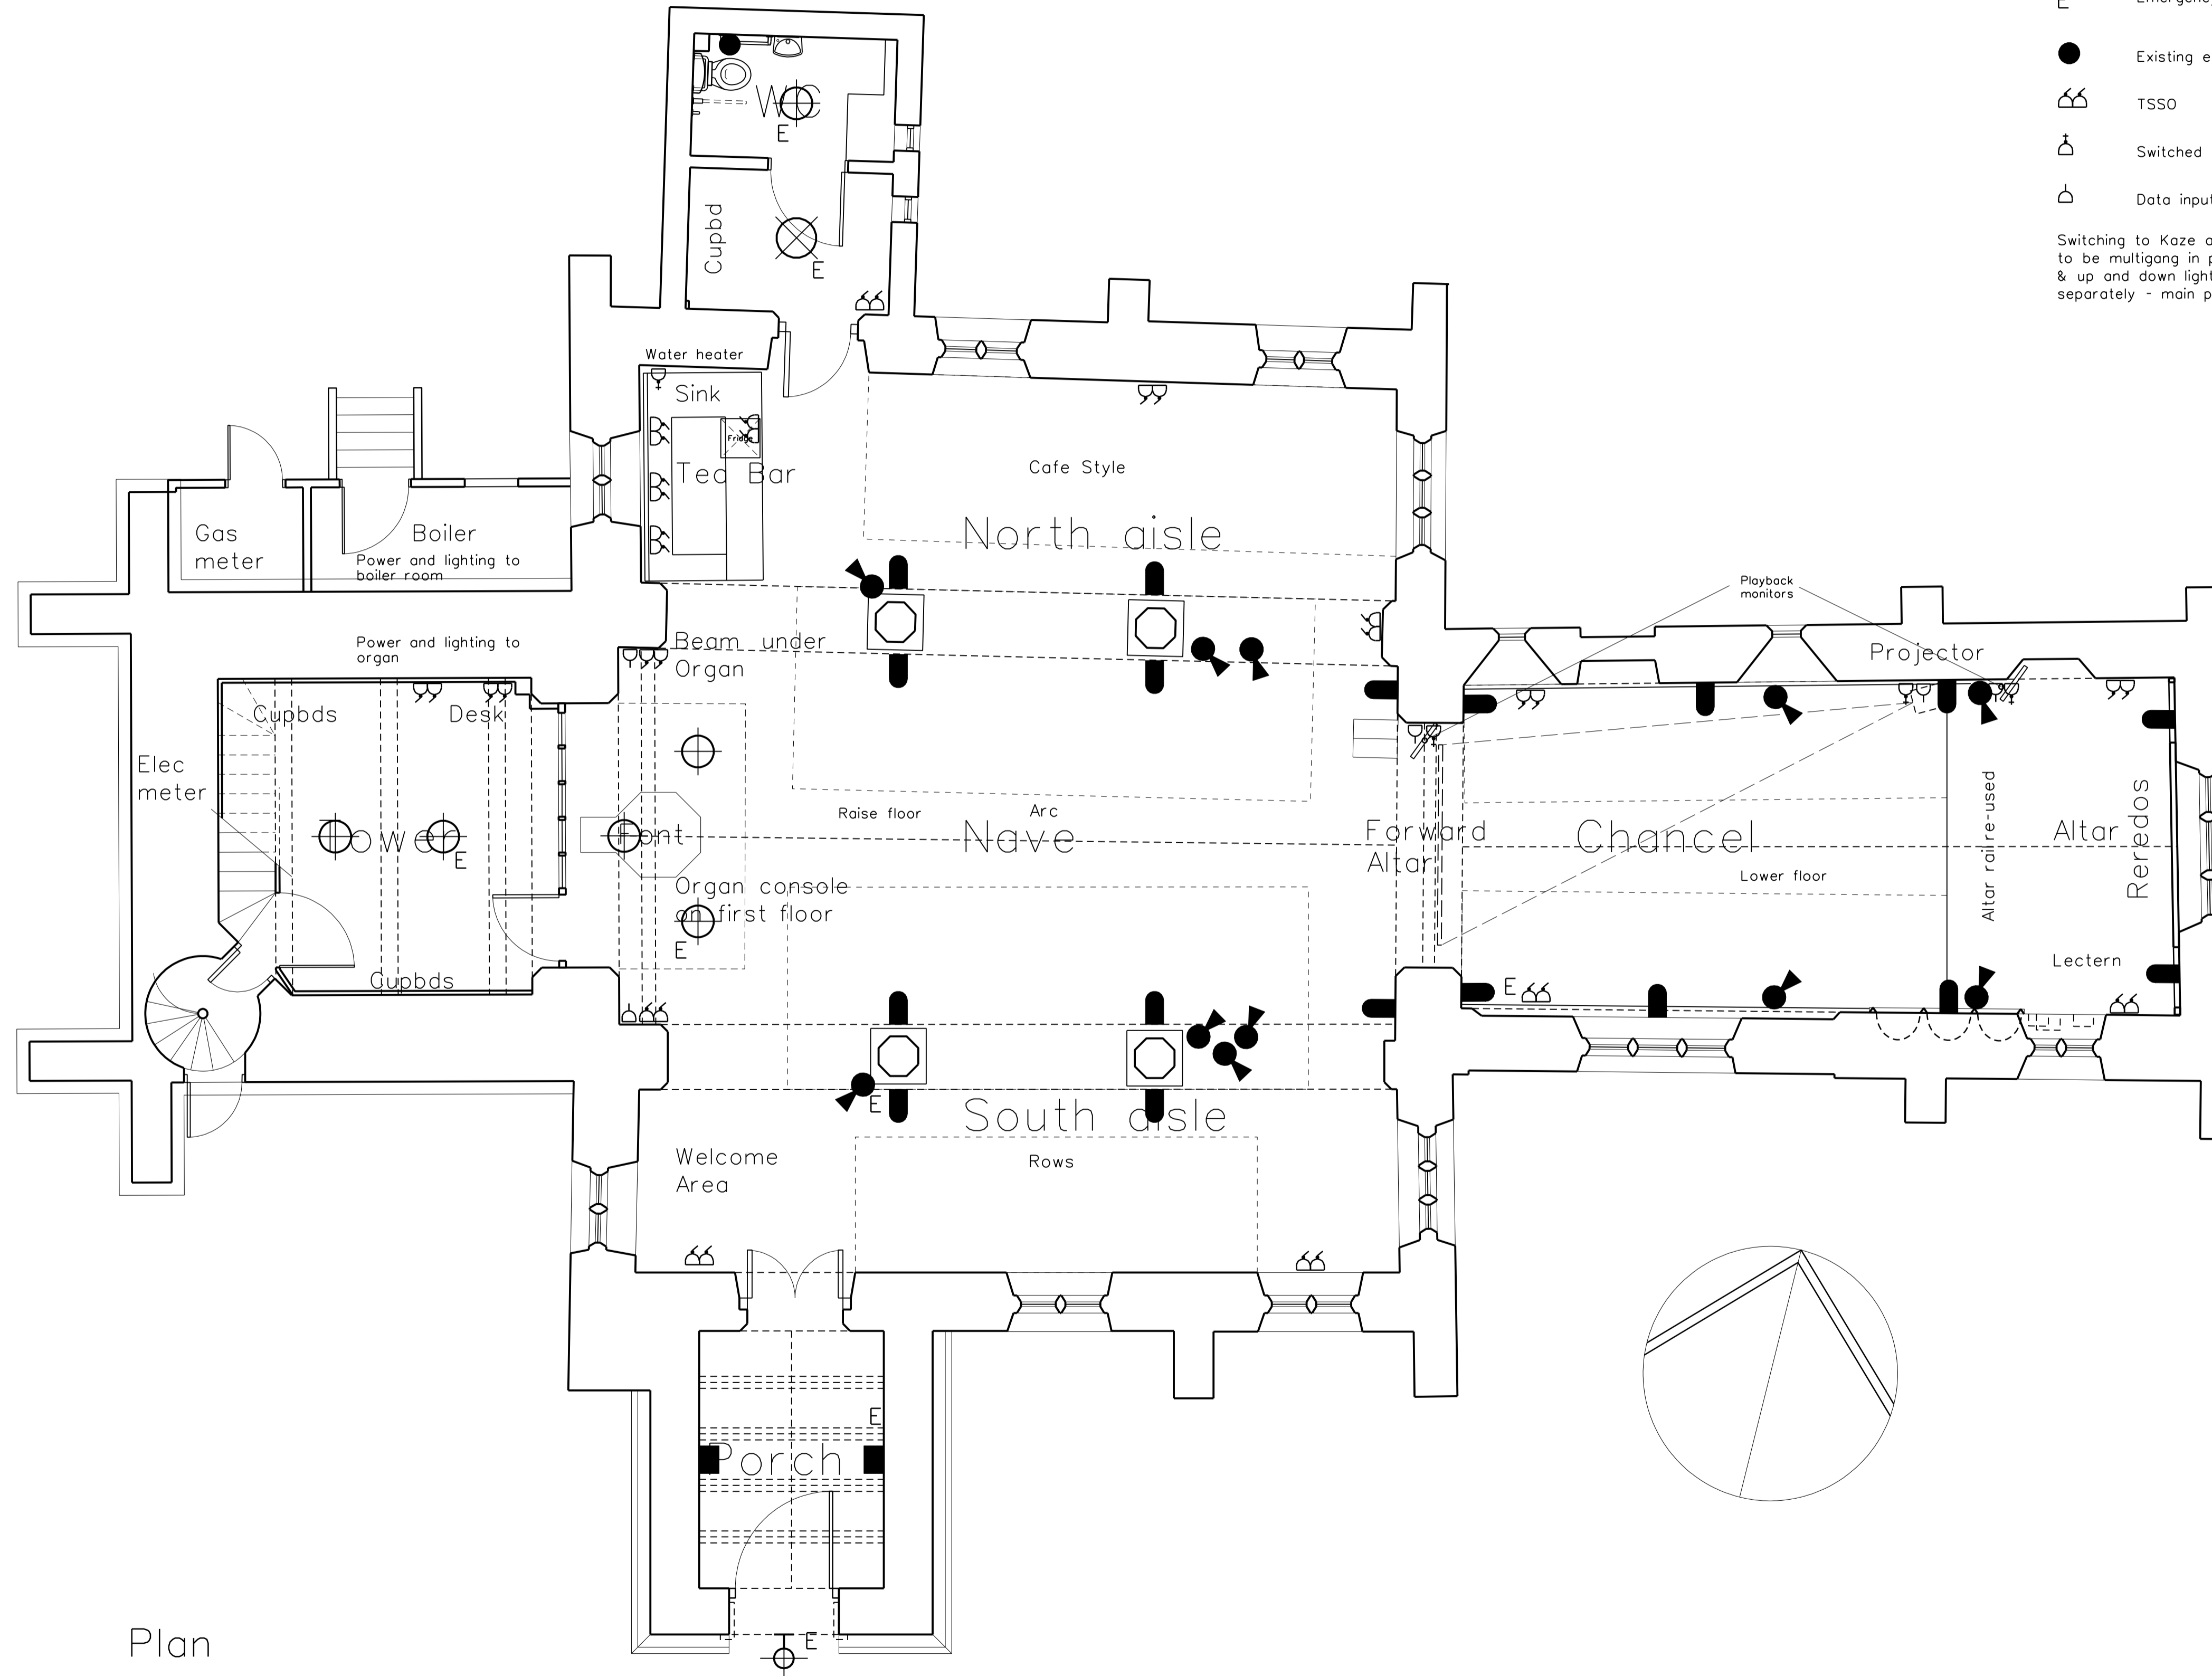 E
Existing e
TSSO
Switched
Data input
Switching to Kaze a
to be multigang in p
& up and down light
separately - main p
WC
E
Cupbd
E
Water heater
Sink
Fridge
Tea Bar
Cafe Style
North aisle
Gas
meter
Boiler
Power and lighting to
boiler room
Power and lighting to
organ
Beam under
Organ
Playback
monitors
Projector
Cupbds
Desk
Elec
meter
Tower
E
Font
Raise floor
Arc
Nave
Forward
Altar
Chancel
Lower floor
Altar rail re-used
Altar
Reredos
Organ console
on first floor
E
Cupbds
Lectern
E
E
South aisle
Welcome
Area
Rows
E
Porch
E
Plan